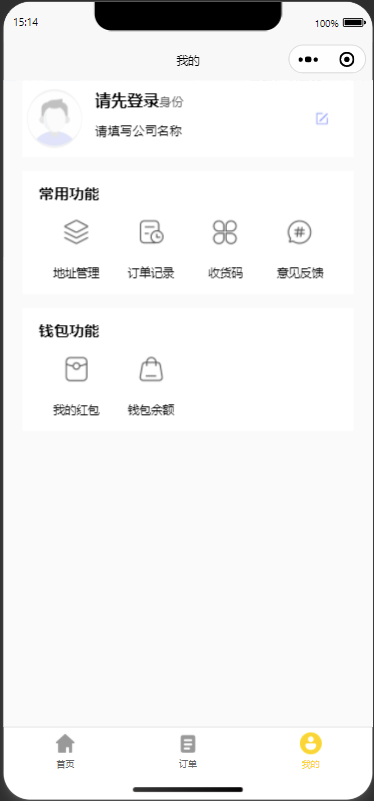 15:14 100%
我的
请先登录身份
请填写公司名称
常用功能
地址管理 订单记录 收货码 意见反馈
钱包功能
我的红包 钱包余额
首页 订单 我的